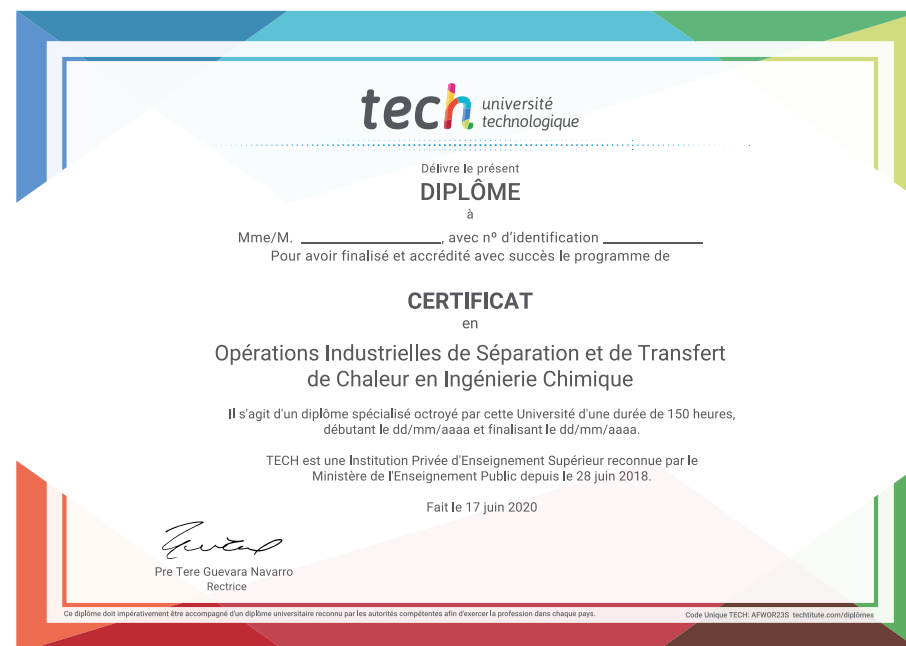 tech université
technologique
Délivre le présent
DIPLÔME
à
Mme/M. ____________________, avec nº d'identification ______________
Pour avoir finalisé et accrédité avec succès le programme de
CERTIFICAT
en
Opérations Industrielles de Séparation et de Transfert
de Chaleur en Ingénierie Chimique
Il s'agit d'un diplôme spécialisé octroyé par cette Université d'une durée de 150 heures,
débutant le dd/mm/aaaa et finalisant le dd/mm/aaaa.
TECH est une Institution Privée d'Enseignement Supérieur reconnue par le
Ministère de l'Enseignement Public depuis le 28 juin 2018.
Fait le 17 juin 2020
Pre Tere Guevara Navarro
Rectrice
Ce diplôme doit impérativement être accompagné d'un diplôme universitaire reconnu par les autorités compétentes afin d'exercer la profession dans chaque pays.
Code Unique TECH: AFWOR23S techtitute.com/diplômes